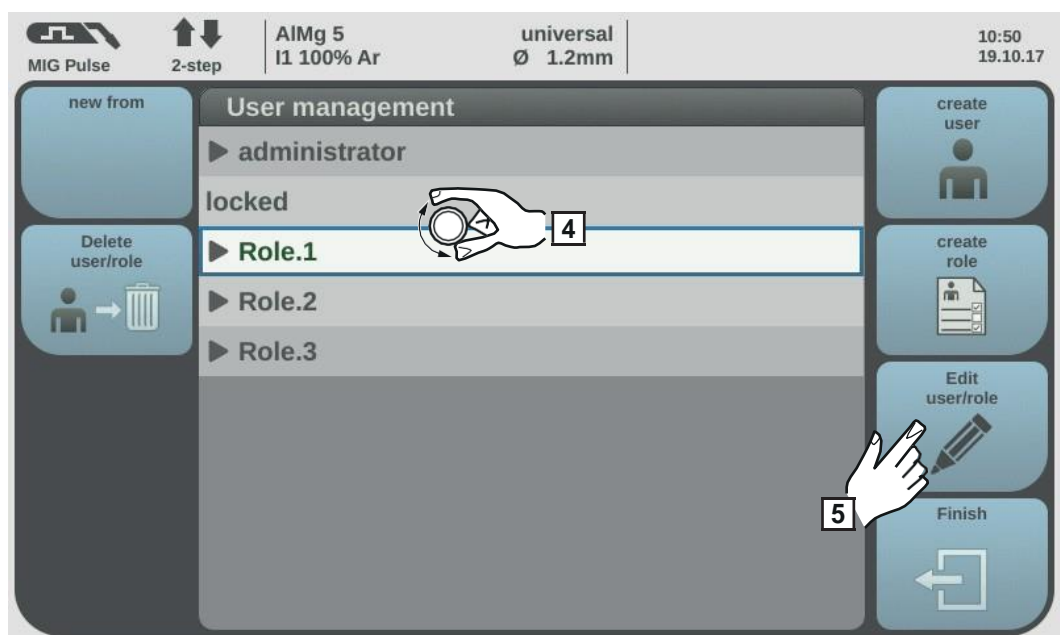 MIG Pulse
2-step
AlMg 5
I1 100% Ar
universal
Ø 1.2mm
10:50
19.10.17
new from
Delete
user/role
User management
administrator
locked
Role.1
Role.2
Role.3
4
create
user
create
role
Edit
user/role
5
Finish